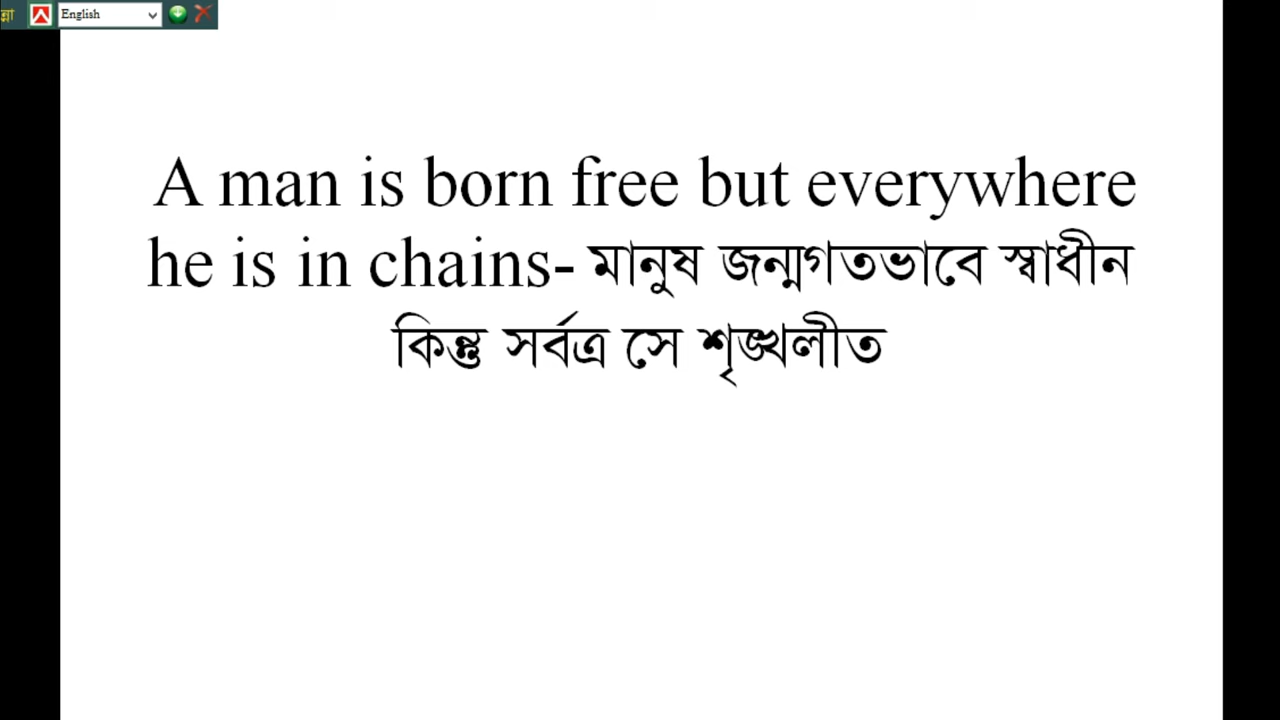 ন্না
English
A man is born free but everywhere
he is in chains- মানুষ জন্মগতভাবে স্বাধীন
কিন্তু সর্বত্র সে শৃঙ্খলীত